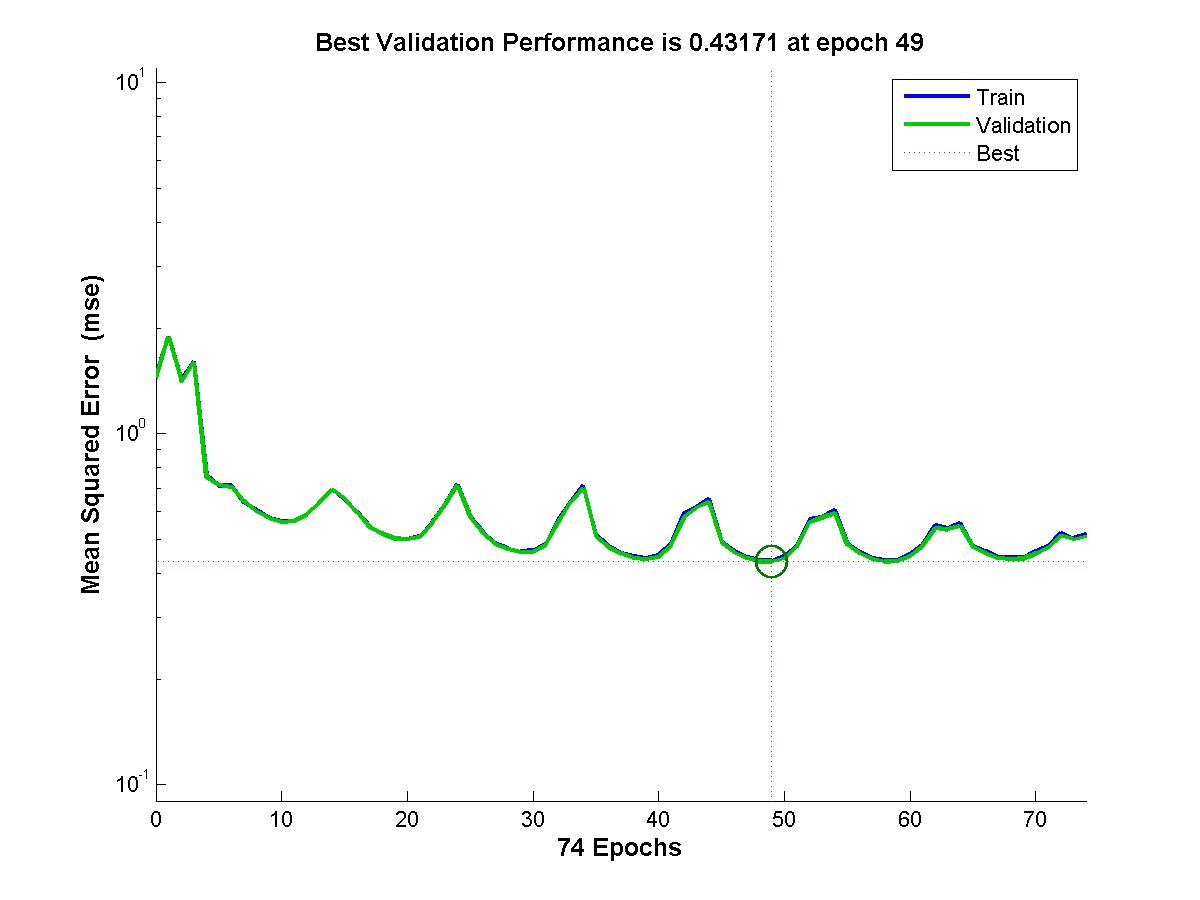 Best Validation Performance is 0.43171 at epoch 49
10^1
Train
Validation
Best
Mean Squared Error (mse)
10^0
10^-1
0 10 20 30 40 50 60 70
74 Epochs